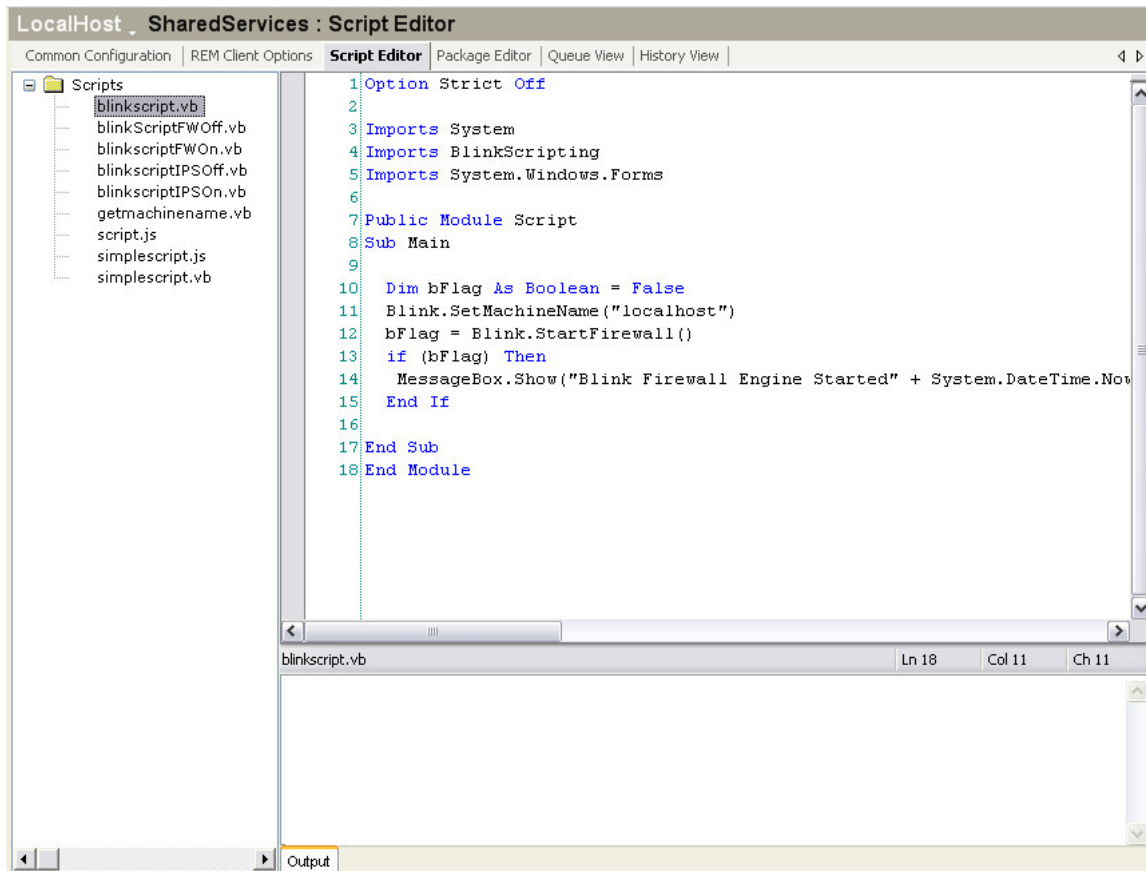 LocalHost SharedServices : Script Editor
Common Configuration REM Client Options Script Editor Package Editor Queue View History View
Scripts
blinkscript.vb
blinkScriptFWOff.vb
blinkscriptFWOn.vb
blinkscriptIPSOff.vb
blinkscriptIPSOn.vb
getmachinename.vb
script.js
simplescript.js
simplescript.vb
1 Option Strict Off
2
3 Imports System
4 Imports BlinkScripting
5 Imports System.Windows.Forms
6
7 Public Module Script
8 Sub Main
9
10 Dim bFlag As Boolean = False
11 Blink.SetMachineName("localhost")
12 bFlag = Blink.StartFirewall()
13 if (bFlag) Then
14 MessageBox.Show("Blink Firewall Engine Started" + System.DateTime.Now
15 End If
16
17 End Sub
18 End Module
blinkscript.vb Ln 18 Col 11 Ch 11
Output